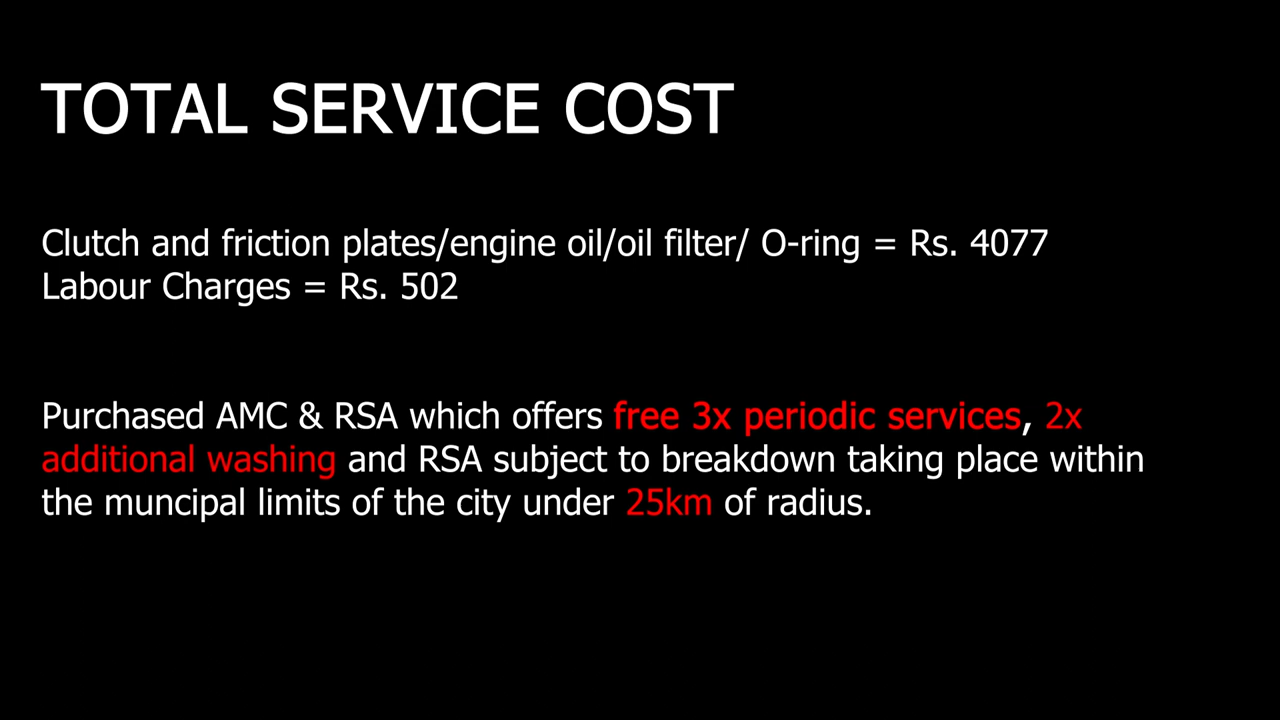 TOTAL SERVICE COST
Clutch and friction plates/engine oil/oil filter/ O-ring = Rs. 4077
Labour Charges = Rs. 502
Purchased AMC & RSA which offers free 3x periodic services, 2x
additional washing and RSA subject to breakdown taking place within
the muncipal limits of the city under 25km of radius.